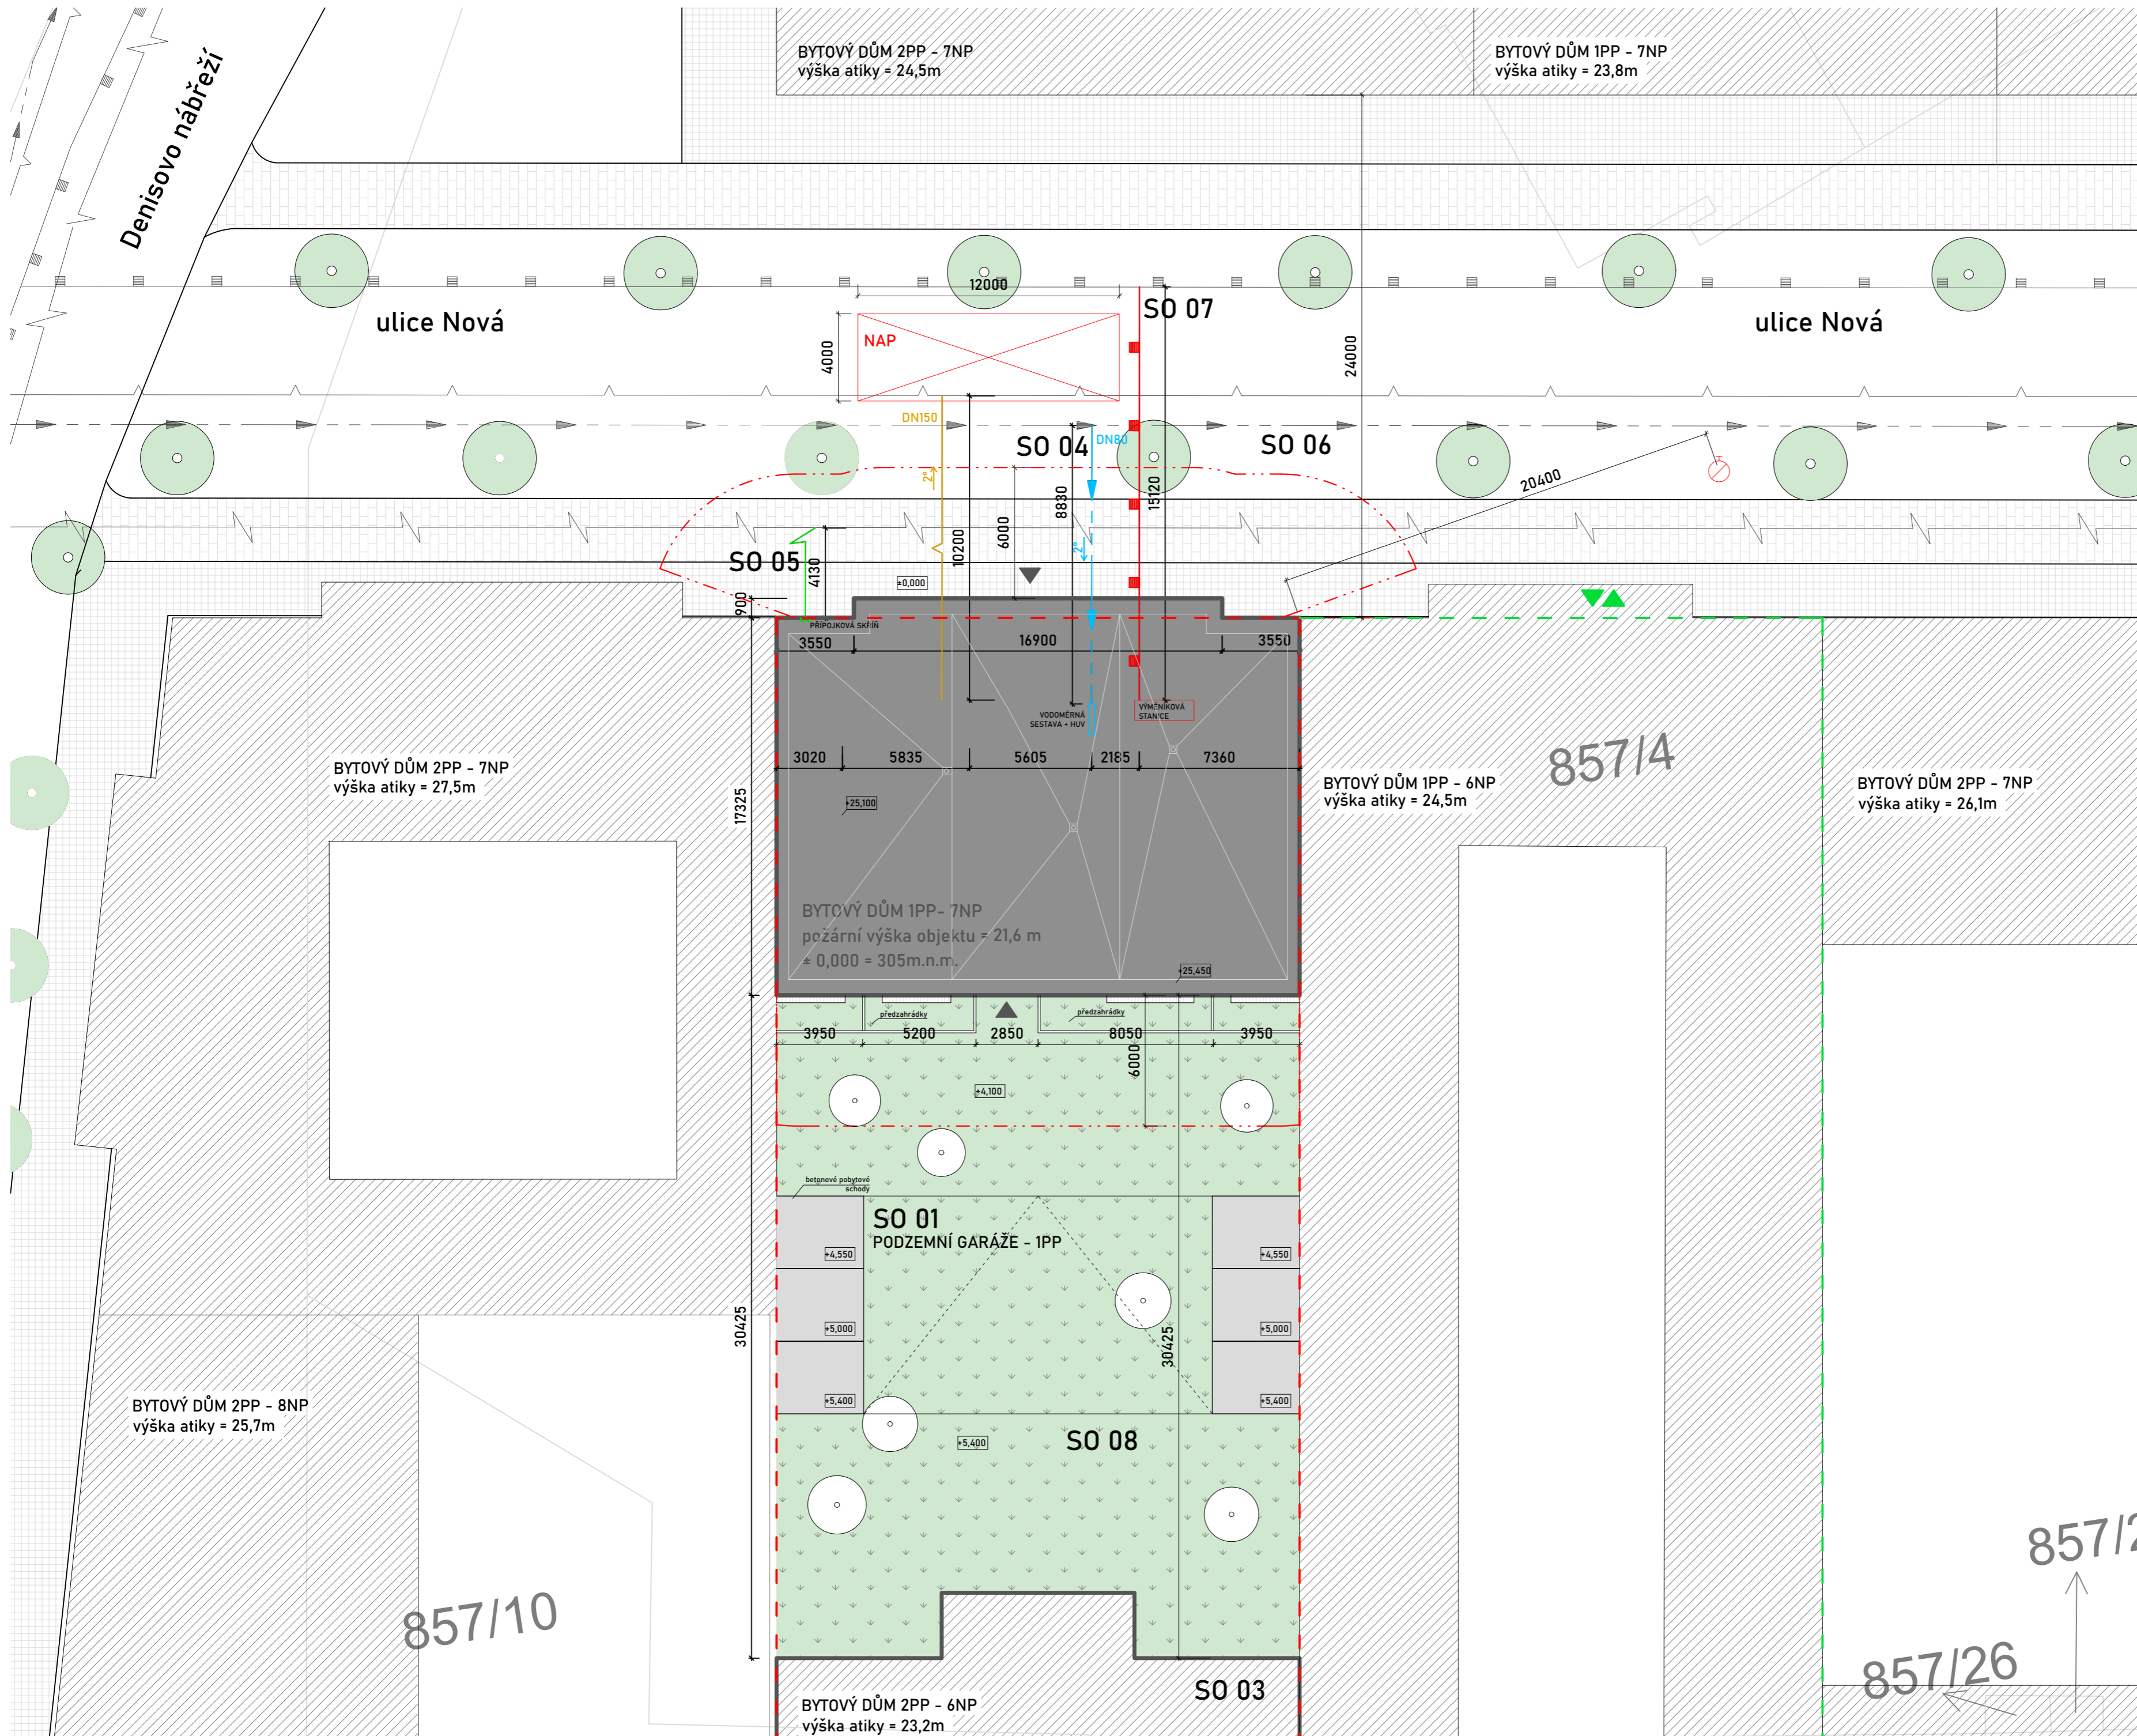 BYTOVÝ DŮM 2PP - 7NP
výška atiky = 24,5m
BYTOVÝ DŮM 1PP - 7NP
výška atiky = 23,8m
Denisovo nábřeží
12000
SO 07
ulice Nová
ulice Nová
NAP
4000
24000
DN150
SO 04
DN80
SO 06
2°
8830
15120
20400
6000
10200
2°
SO 05
4130
±0,000
900
PŘÍPOJKOVÁ SKŘÍŇ
3550
16900
3550
VODOMĚRNÁ
SESTAVA + HUV
VÝMĚNÍKOVÁ
STANICE
3020
5835
5605
2185
7360
857/4
BYTOVÝ DŮM 2PP - 7NP
výška atiky = 27,5m
BYTOVÝ DŮM 1PP - 6NP
výška atiky = 24,5m
BYTOVÝ DŮM 2PP - 7NP
výška atiky = 26,1m
17325
+25,100
BYTOVÝ DŮM 1PP- 7NP
požární výška objektu = 21,6 m
± 0,000 = 305m.n.m.
+25,450
předzahrádky
předzahrádky
3950
5200
2850
8050
3950
6000
+4,100
betonové pobytové
schody
SO 01
PODZEMNÍ GARÁŽE - 1PP
+4,550
+4,550
+5,000
+5,000
30425
30425
+5,400
+5,400
BYTOVÝ DŮM 2PP - 8NP
výška atiky = 25,7m
+5,400
SO 08
857/2
857/10
857/26
SO 03
BYTOVÝ DŮM 2PP - 6NP
výška atiky = 23,2m